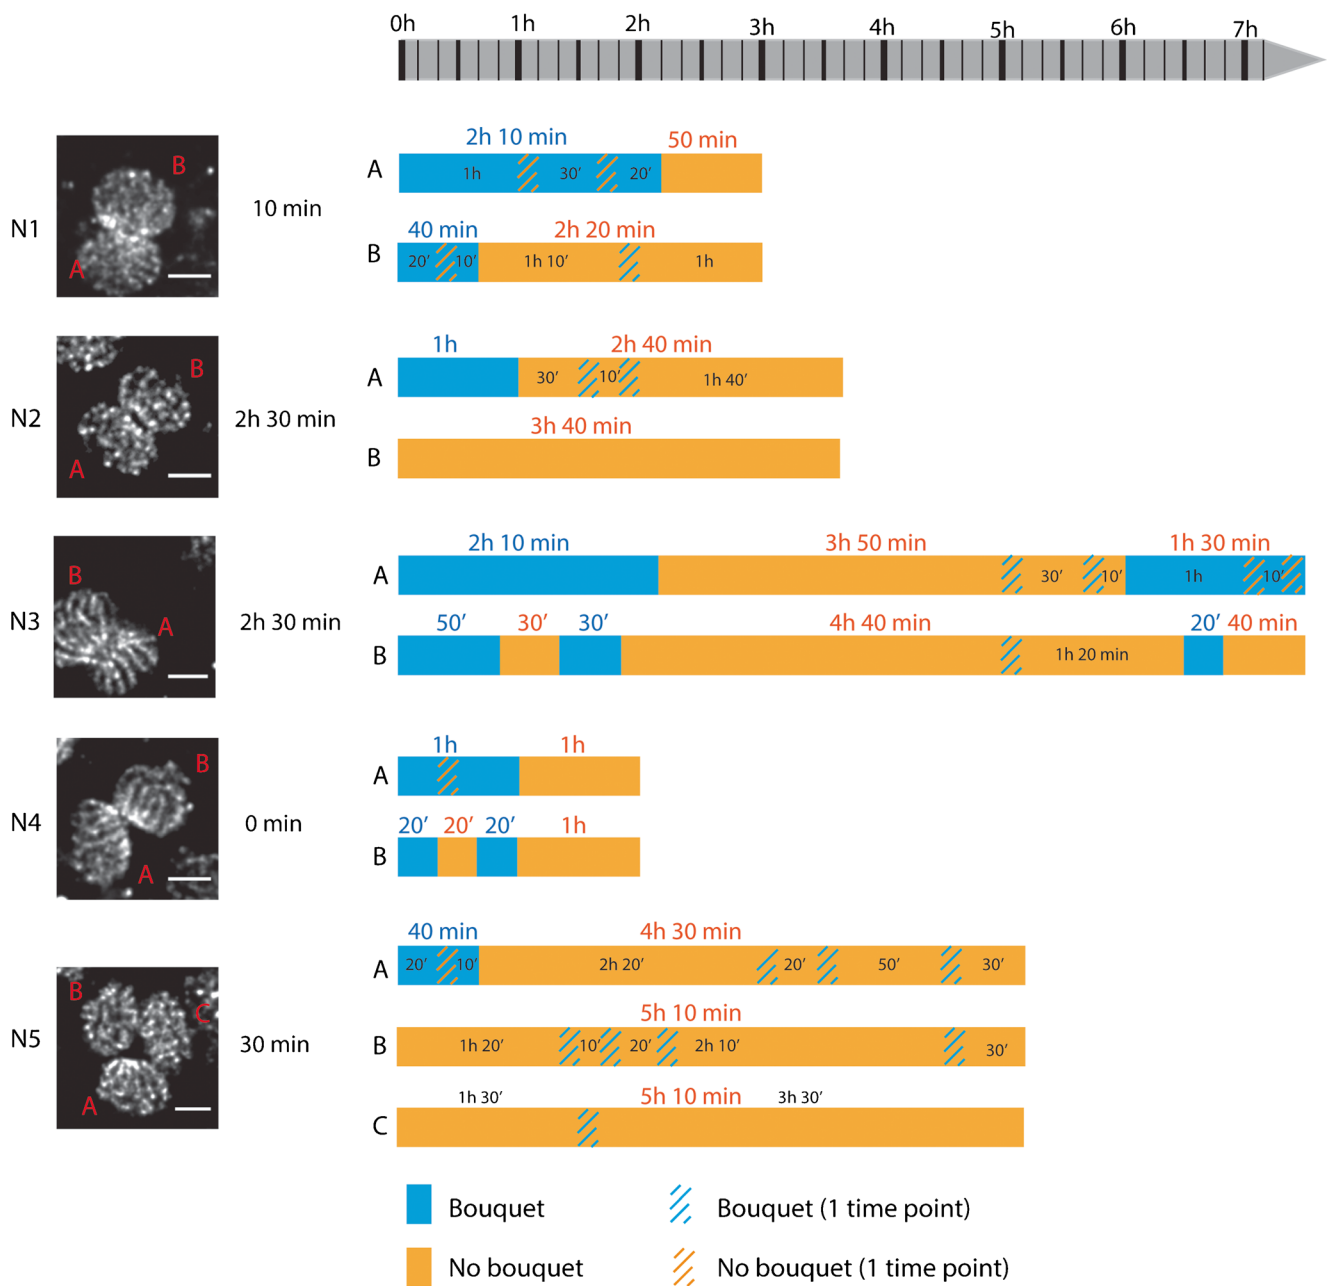 0h 1h 2h 3h 4h 5h 6h 7h
N1
B
A
10 min
2h 10 min 50 min
A 1h 30′ 20′
40 min 2h 20 min
B 20′ 10′ 1h 10′ 1h
N2
B
A
2h 30 min
1h 2h 40 min
A 30′ 10′ 1h 40′
3h 40 min
B
N3
B
A
2h 30 min
2h 10 min 3h 50 min 1h 30 min
A 30′ 10′ 1h 10′
50′ 30′ 30′ 4h 40 min 20′ 40 min
B 1h 20 min
N4
B
A
0 min
1h 1h
A
20′ 20′ 20′ 1h
B
N5
B
C
A
30 min
40 min 4h 30 min
A 20′ 10′ 2h 20′ 20′ 50′ 30′
5h 10 min
B 1h 20′ 10′ 20′ 2h 10′ 30′
1h 30′ 5h 10 min 3h 30′
C
Bouquet Bouquet (1 time point)
No bouquet No bouquet (1 time point)